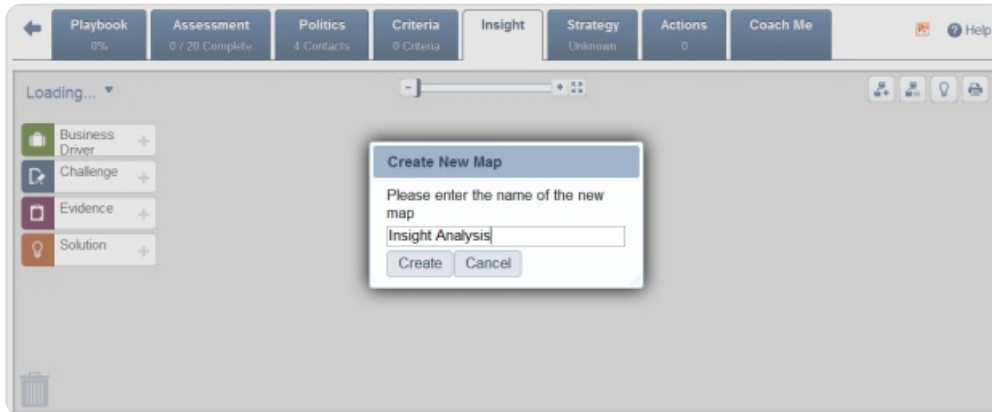 Playbook
0%
Assessment
0 / 20 Complete
Politics
4 Contacts
Criteria
0 Criteria
Insight
Strategy
Unknown
Actions
0
Coach Me
Help
Loading...
Business
Driver
Challenge
Evidence
Solution
Create New Map
Please enter the name of the new
map
Insight Analysis
Create Cancel